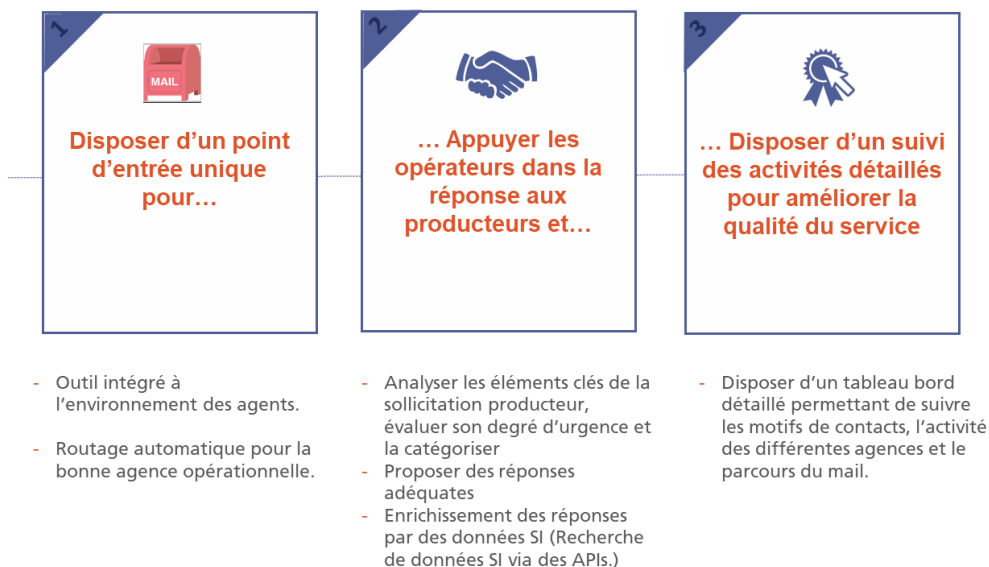 1
MAIL
Disposer d’un point
d’entrée unique
pour…
- Outil intégré à
l’environnement des agents.
- Routage automatique pour la
bonne agence opérationnelle.
2
… Appuyer les
opérateurs dans la
réponse aux
producteurs et…
- Analyser les éléments clés de la
sollicitation producteur,
évaluer son degré d’urgence et
la catégoriser
- Proposer des réponses
adéquates
- Enrichissement des réponses
par des données SI (Recherche
de données SI via des APIs.)
3
… Disposer d’un suivi
des activités détaillés
pour améliorer la
qualité du service
- Disposer d’un tableau bord
détaillé permettant de suivre
les motifs de contacts, l’activité
des différentes agences et le
parcours du mail.